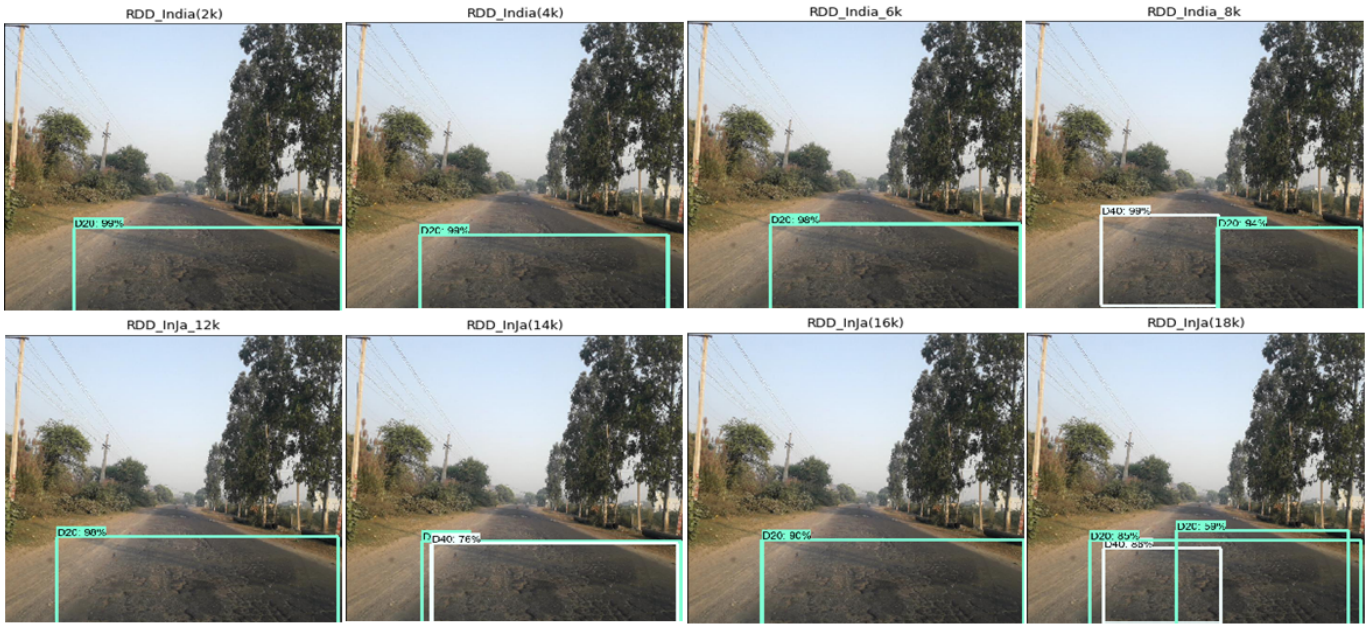 RDD_India(2k)
RDD_India(4k)
RDD_India_6k
RDD_India_8k
D20: 99%
D20: 99%
D20: 98%
D40: 99%
D20: 94%
RDD_InJa_12k
RDD_InJa(14k)
RDD_InJa(16k)
RDD_InJa(18k)
D20: 98%
D40: 76%
D20: 90%
D20: 59%
D20: 85%
D40: 88%